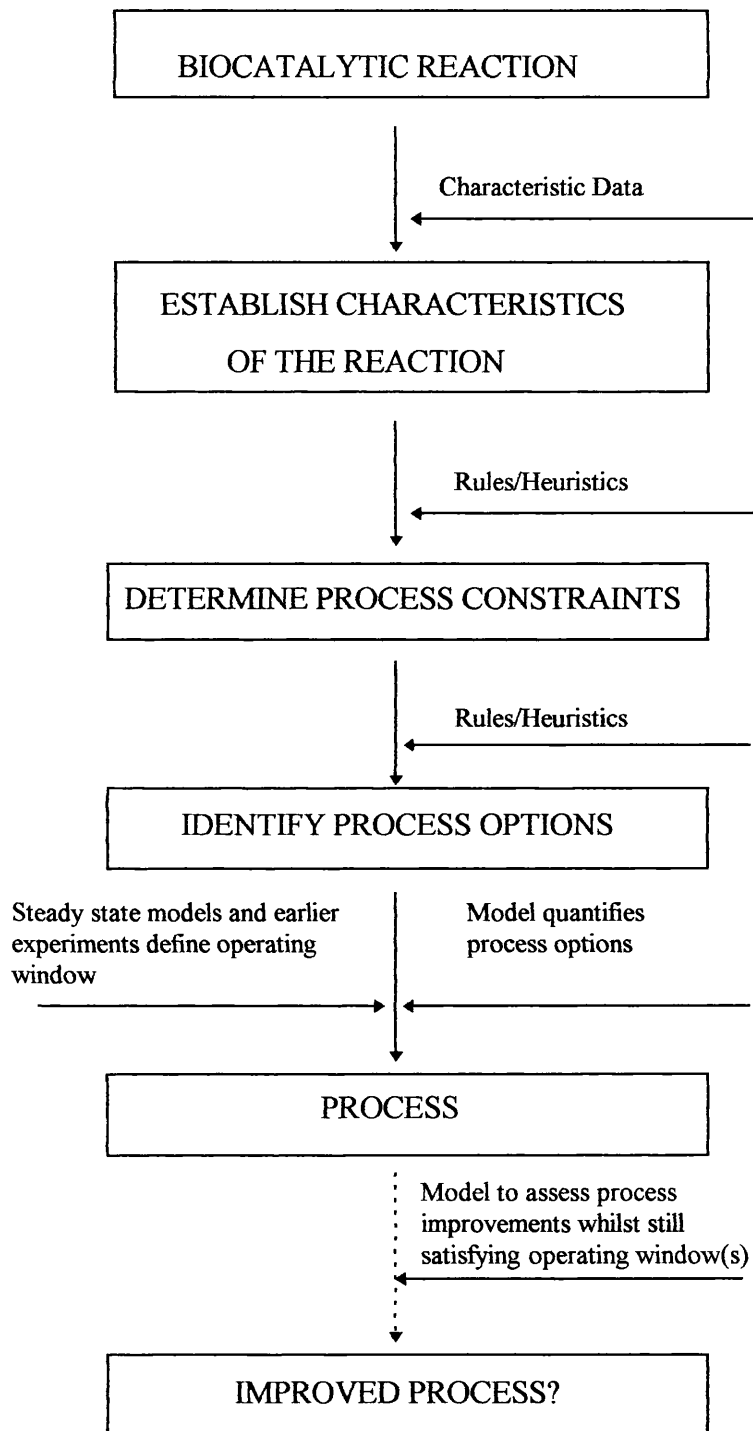 BIOCATALYTIC REACTION
Characteristic Data
ESTABLISH CHARACTERISTICS
OF THE REACTION
Rules/Heuristics
DETERMINE PROCESS CONSTRAINTS
Rules/Heuristics
IDENTIFY PROCESS OPTIONS
Steady state models and earlier
experiments define operating
window
Model quantifies
process options
PROCESS
Model to assess process
improvements whilst still
satisfying operating window(s)
IMPROVED PROCESS?